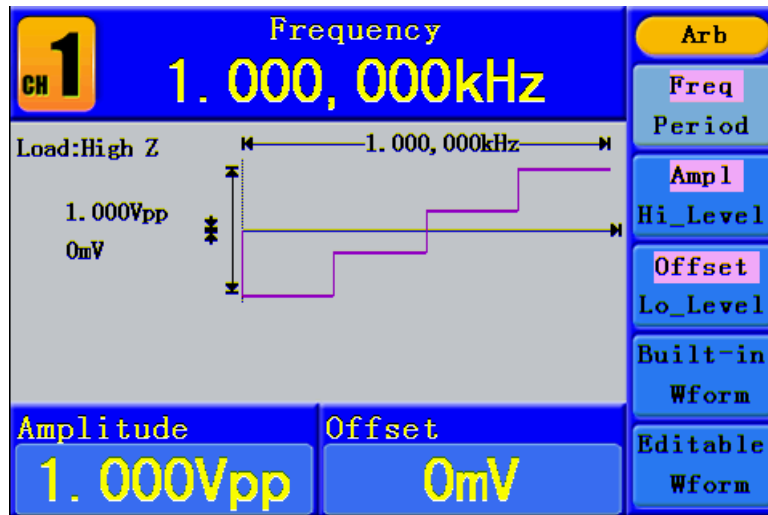 CH 1
Frequency
1.000,000kHz
Load:High Z
1.000,000kHz
1.000Vpp
0mV
Amplitude
1.000Vpp
Offset
0mV
Arb
Freq
Period
Ampl
Hi_Level
Offset
Lo_Level
Built-in
Wform
Editable
Wform